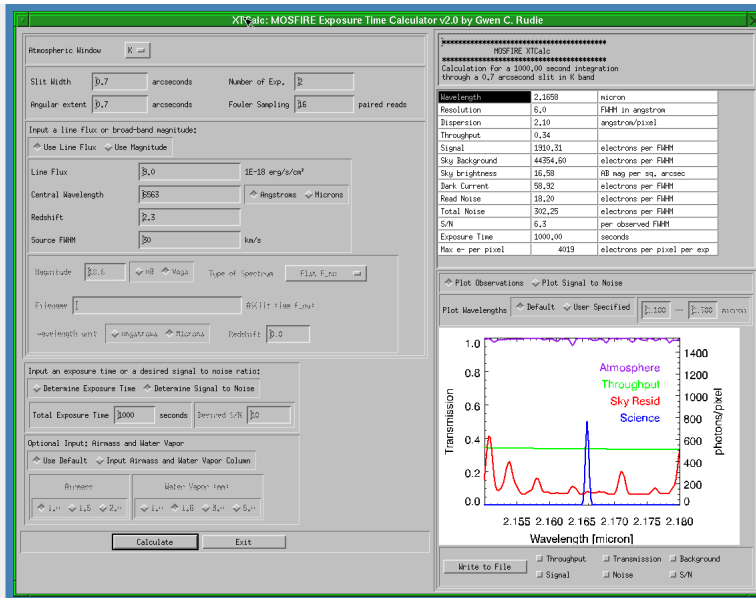 XTCalc: MOSFIRE Exposure Time Calculator v2.0 by Gwen C. Rudie
Atmospheric Window K
Slit Width 0.7 arcseconds Number of Exp. 2
Angular extent 0.7 arcseconds Fowler Sampling 16 paired reads
Input a line flux or broad-band magnitude:
Use Line Flux Use Magnitude
Line Flux 9.0 1E-18 erg/s/cm²
Central Wavelength 6563 Angstroms Microns
Redshift 2.3
Source FWHM 30 km/s
Magnitude AB Vega Type of Spectrum Flat f_nu
Filename
wavelength unit Angstroms Microns Redshift 0.0
Input an exposure time or a desired signal to noise ratio:
Determine Exposure Time Determine Signal to Noise
Total Exposure Time 1000 seconds Desired S/N 10
Optional Input: Airmass and Water Vapor
Use Default Input Airmass and Water Vapor Column
Airmass Water Vapor (mm)
1.0 1.5 2.0 1.0 1.6 3.0 5.0
Calculate Exit
****************************************
MOSFIRE XTCalc
****************************************
Calculation for a 1000.00 second integration
through a 0.7 arcsecond slit in K band
Wavelength 2.1658 micron
Resolution 6.0 FWHM in angstrom
Dispersion 2.10 angstrom/pixel
Throughput 0.34
Signal 1910.31 electrons per FWHM
Sky Background 44354.60 electrons per FWHM
Sky brightness 16.58 AB mag per sq. arcsec
Dark Current 58.92 electrons per FWHM
Read Noise 18.20 electrons per FWHM
Total Noise 302.25 electrons per FWHM
S/N 6.3 per observed FWHM
Exposure Time 1000.00 seconds
Max e- per pixel 4019 electrons per pixel per exp
Plot Observations Plot Signal to Noise
Plot Wavelengths Default User Specified 2.100 — 2.300 micron
1.0
0.8
0.6
0.4
0.2
0.0
Transmission
Atmosphere
Throughput
Sky Resid
Science
1400
1200
1000
800
600
400
200
0
photons/pixel
2.155 2.160 2.165 2.170 2.175 2.180
Wavelength [micron]
Write to File
Throughput Transmission Background
Signal Noise S/N